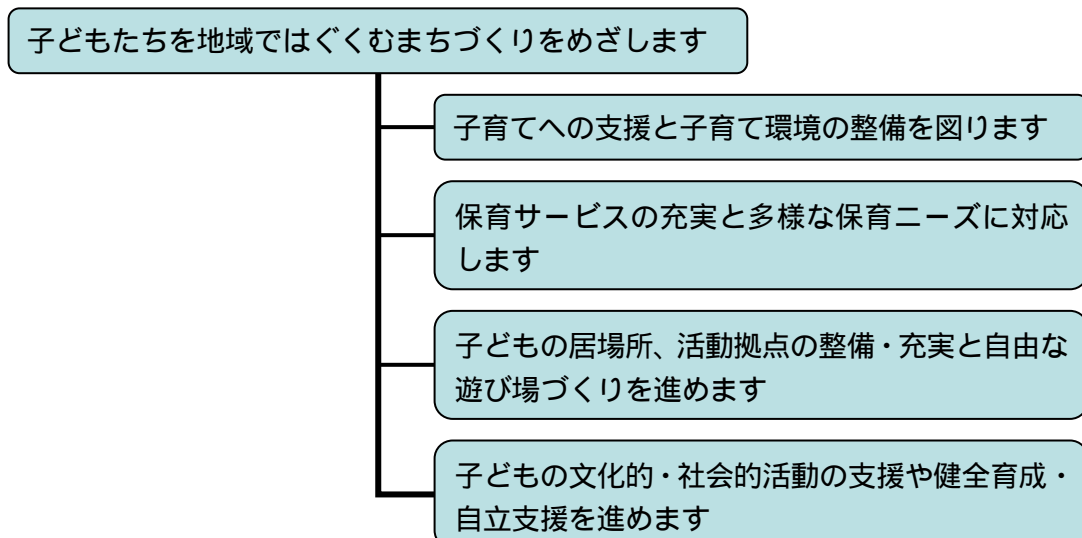 子どもたちを地域ではぐくむまちづくりをめざします
子育てへの支援と子育て環境の整備を図ります
保育サービスの充実と多様な保育ニーズに対応
します
子どもの居場所、活動拠点の整備・充実と自由な
遊び場づくりを進めます
子どもの文化的・社会的活動の支援や健全育成・
自立支援を進めます